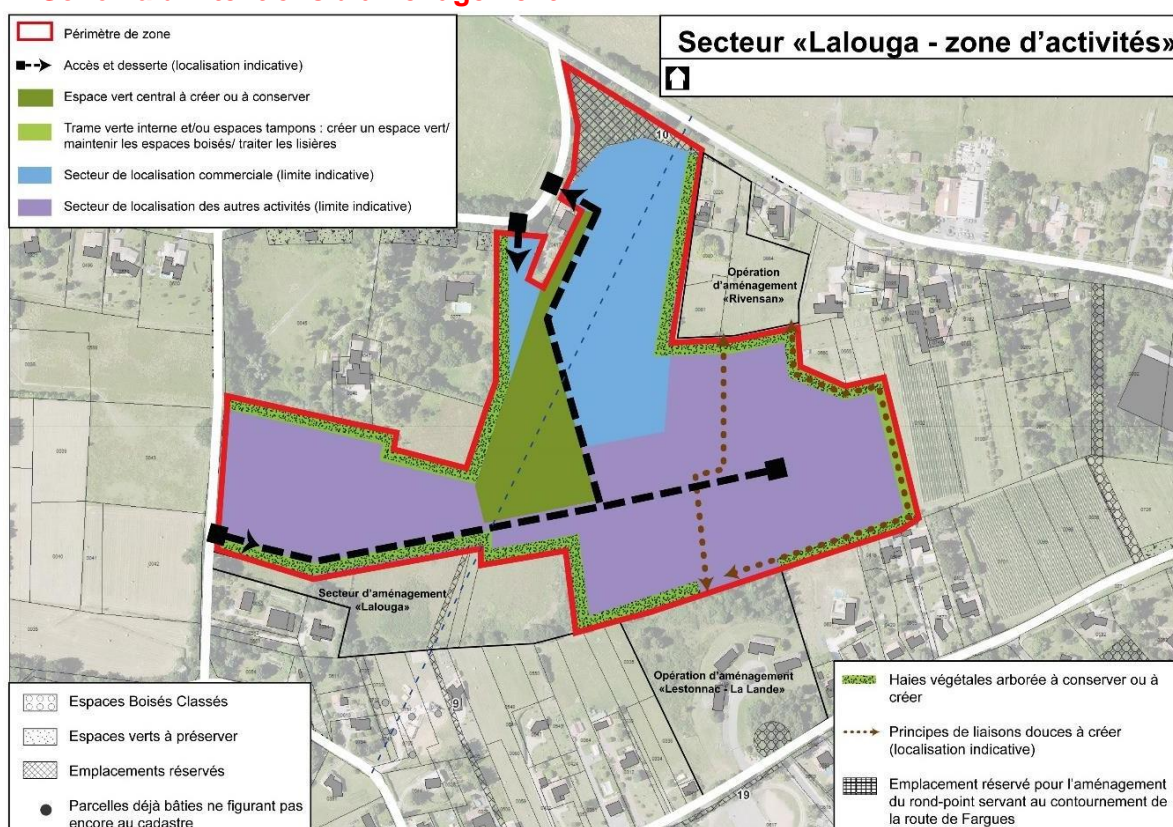 Secteur «Lalouga - zone d'activités»
Périmètre de zone
Accès et desserte (localisation indicative)
Espace vert central à créer ou à conserver
Trame verte interne et/ou espaces tampons : créer un espace vert/
maintenir les espaces boisés/ traiter les lisières
Secteur de localisation commerciale (limite indicative)
Secteur de localisation des autres activités (limite indicative)
10
Opération
d'aménagement
«Rivensan»
Secteur d'aménagement
«Lalouga»
Opération d'aménagement
«Lestonnac - La Lande»
9
19
Espaces Boisés Classés
Espaces verts à préserver
Emplacements réservés
Parcelles déjà bâties ne figurant pas
encore au cadastre
Haies végétales arborée à conserver ou à
créer
Principes de liaisons douces à créer
(localisation indicative)
Emplacement réservé pour l'aménagement
du rond-point servant au contournement de
la route de Fargues